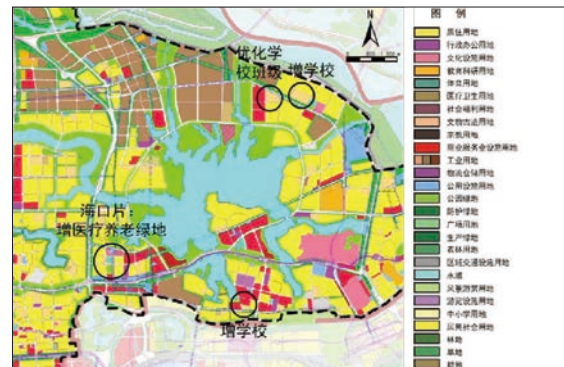 图 例
N
优化学
校班级
增学校
海口片：
增医疗养老绿地
增学校
居住用地
行政办公用地
文化设施用地
教育科研用地
体育用地
医疗卫生用地
社会福利用地
文物古迹用地
宗教用地
商业服务业设施用地
工业用地
物流仓储用地
公用设施用地
公园绿地
防护绿地
广场用地
生产绿地
农林用地
区域交通设施用地
水域
风景游赏用地
游览设施用地
中小学用地
居民社会用地
林地
草地
耕地